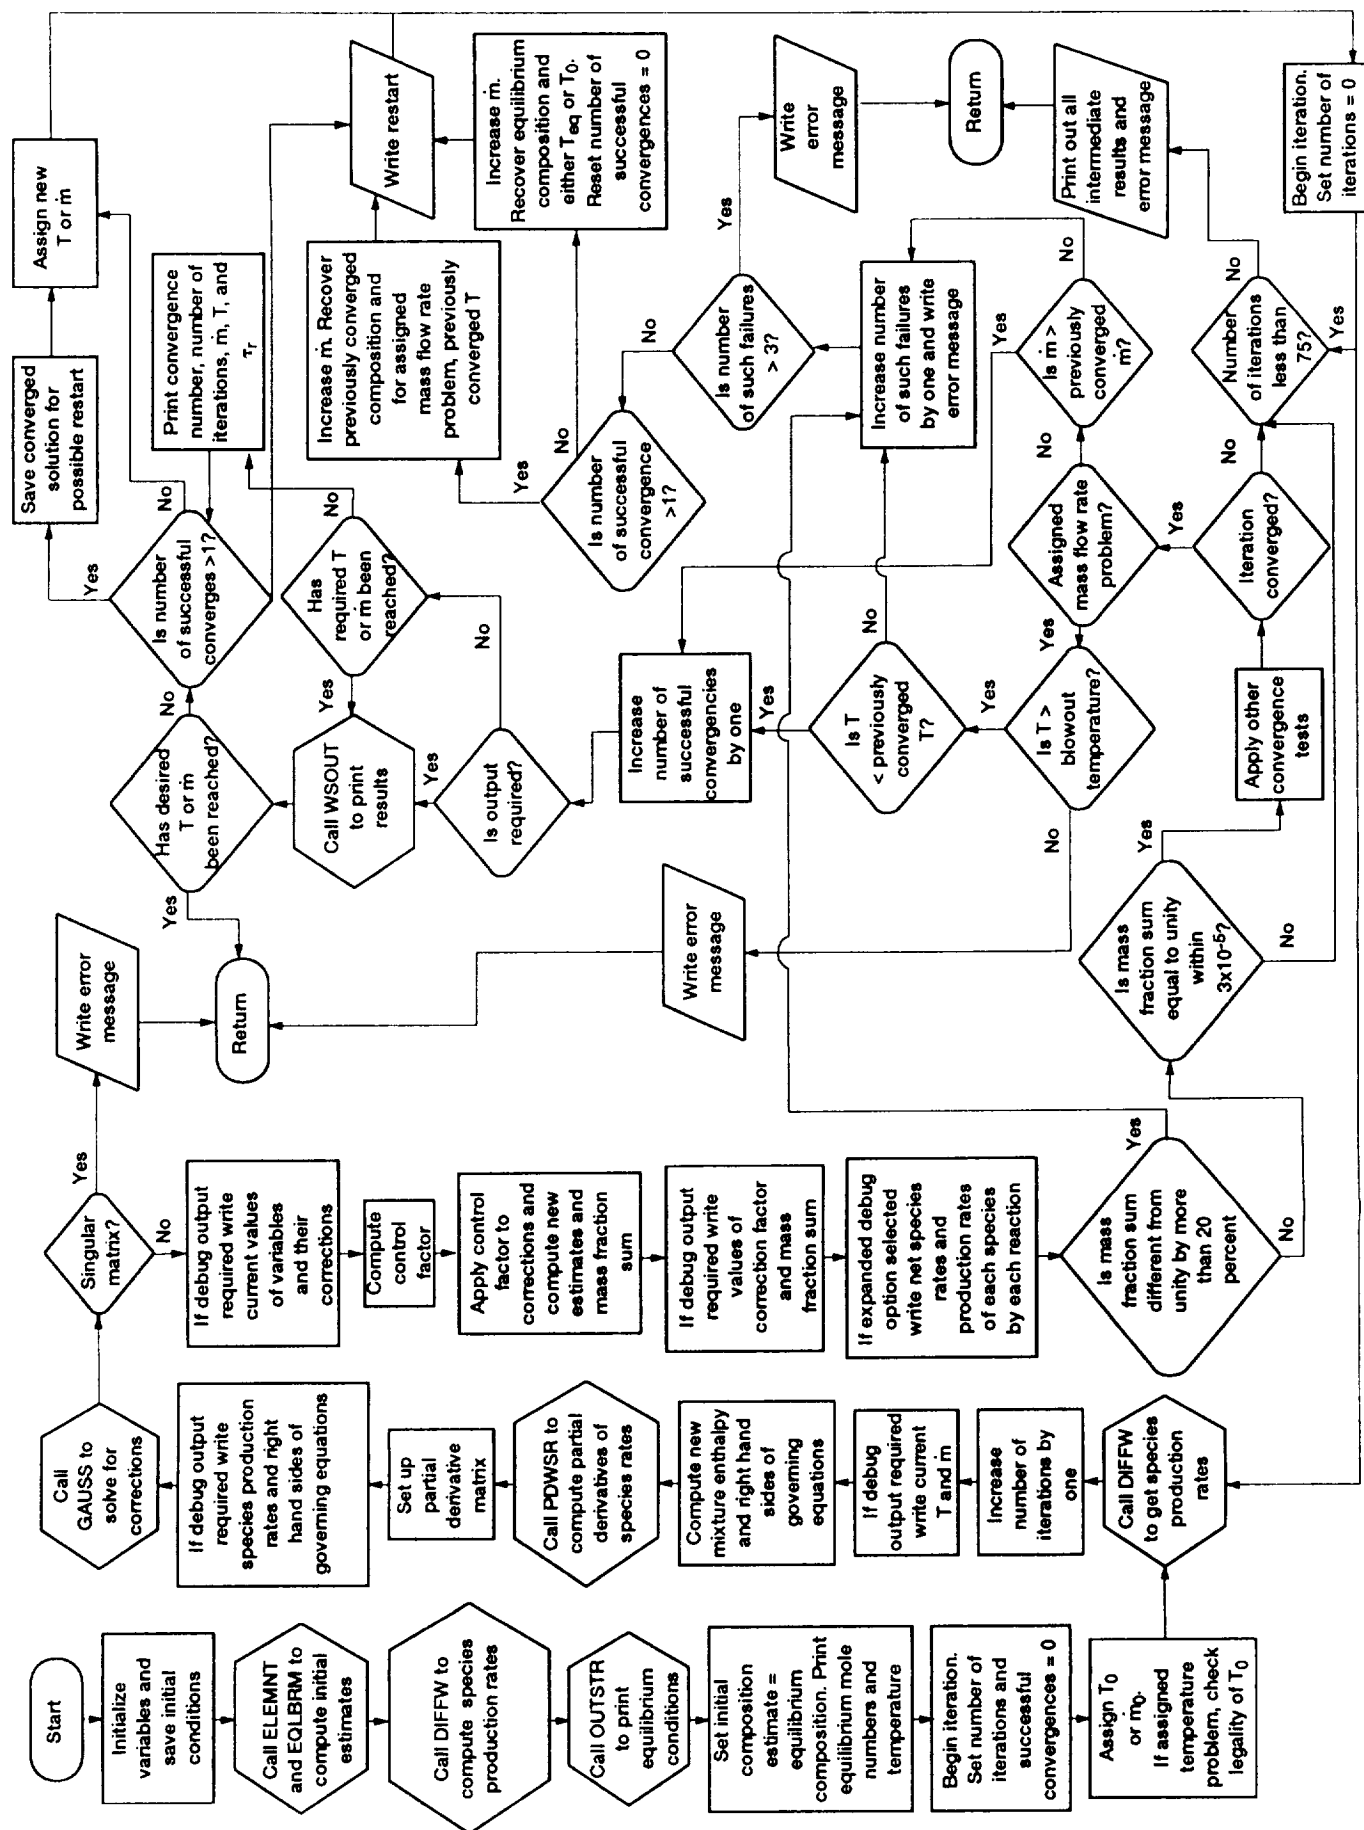 Start
Initialize
variables and
save initial
conditions
Call ELEMNT
and EQLBRM to
compute initial
estimates
Call DIFFW to
compute species
production rates
Call OUTSTR
to print
equilibrium
conditions
Set initial
composition
estimate =
equilibrium
composition. Print
equilibrium mole
numbers and
temperature
Begin iteration.
Set number of
iterations and
successful
convergences = 0
Assign T0
or ṁ0.
If assigned
temperature
problem, check
legality of T0
Call DIFFW
to get species
production
rates
Increase
number of
iterations by
one
If debug
output required
write current
T and ṁ
Compute new
mixture enthalpy
and right hand
sides of
governing
equations
Call PDWSR to
compute partial
derivatives of
species rates
Set up
partial
derivative
matrix
If debug output
required write
species production
rates and right
hand sides of
governing equations
Call
GAUSS to
solve for
corrections
Singular
matrix?
Yes
No
Write error
message
Return
If debug output
required write
current values
of variables
and their
corrections
Compute
control
factor
Apply control
factor to
corrections and
compute new
estimates and
mass fraction
sum
If debug output
required write
values of
correction factor
and mass
fraction sum
If expanded debug
option selected
write net species
rates and
production rates
of each species
by each reaction
Is mass
fraction sum
different from
unity by more
than 20
percent
Yes
No
Is mass
fraction sum
equal to unity
within
3x10-5?
Yes
No
Apply other
convergence
tests
Iteration
converged?
Yes
No
Number
of iterations
less than
75?
Yes
No
Print out all
intermediate
results and
error message
Return
Begin iteration.
Set number of
iterations = 0
Assigned
mass flow rate
problem?
Yes
No
Is ṁ >
previously
converged
ṁ?
Yes
No
Is T >
blowout
temperature?
Yes
No
Write error
message
Is T
< previously
converged
T?
Yes
No
Increase number
of such failures
by one and write
error message
Is number
of such failures
> 3?
Yes
No
Write
error
message
Is number
of successful
convergence
>1?
Yes
No
Increase ṁ. Recover
previously converged
composition and
for assigned
mass flow rate
problem, previously
converged T
Increase ṁ.
Recover equilibrium
composition and
either Teq or T0.
Reset number of
successful
convergences = 0
Write restart
Increase
number of
successful
convergencies
by one
Is output
required?
Yes
No
Call WSOUT
to print
results
Has
required T
or ṁ been
reached?
Yes
No
Has desired
T or ṁ
been reached?
Yes
No
Print convergence
number, number of
iterations, ṁ, T, and
τr
Is number
of successful
converges >1?
Yes
No
Save converged
solution for
possible restart
Assign new
T or ṁ